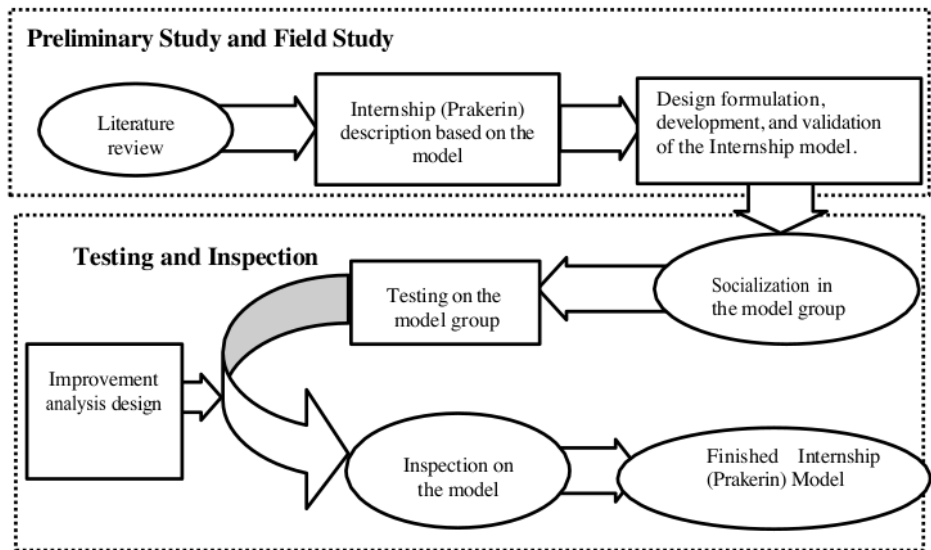 Preliminary Study and Field Study
Literature
review
Internship (Prakerin)
description based on the
model
Design formulation,
development, and validation
of the Internship model.
Testing and Inspection
Socialization in
the model group
Testing on the
model group
Improvement
analysis design
Inspection on
the model
Finished Internship
(Prakerin) Model